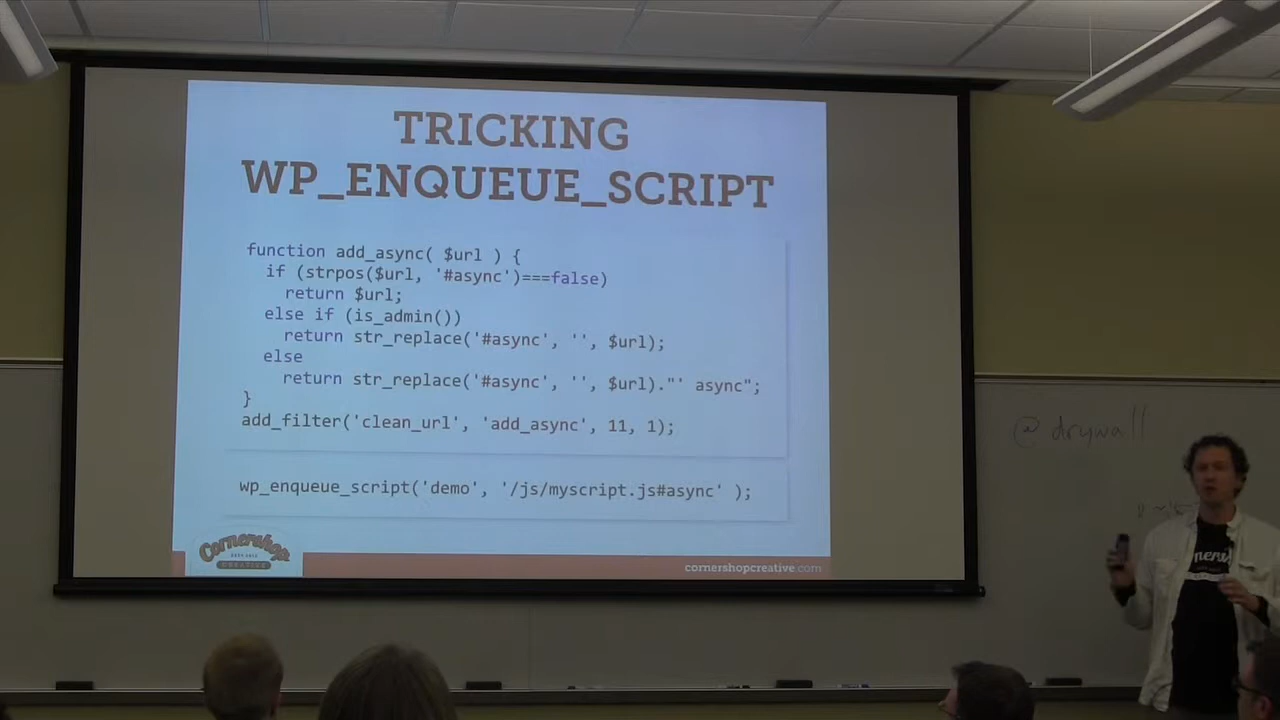 TRICKING
WP_ENQUEUE_SCRIPT
function add_async( $url ) {
if (strpos($url, '#async')===false)
return $url;
else if (is_admin())
return str_replace('#async', '', $url);
else
return str_replace('#async', '', $url)."' async";
}
add_filter('clean_url', 'add_async', 11, 1);
wp_enqueue_script('demo', '/js/myscript.js#async' );
Cornershop
CREATIVE
cornershopcreative.com
@drywall